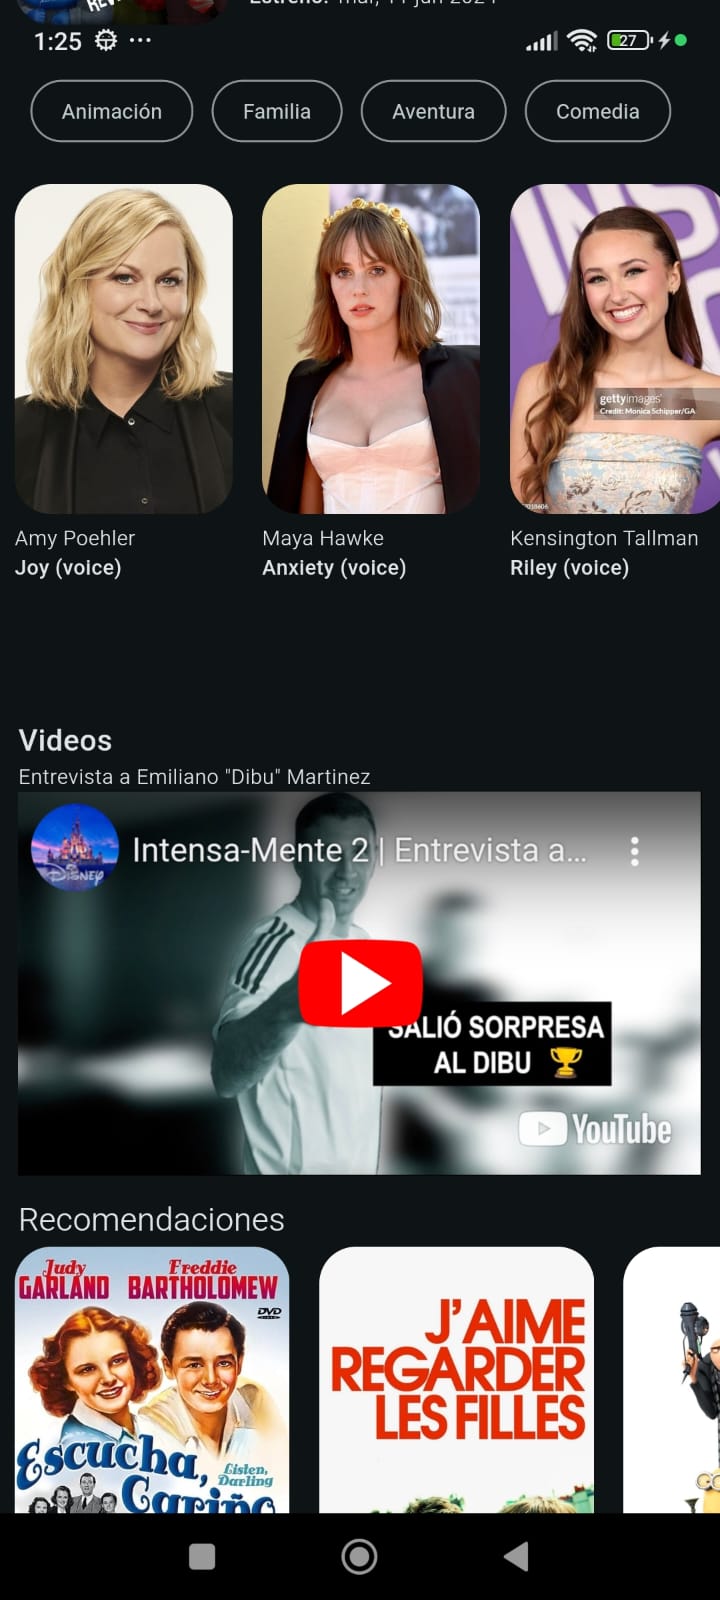 1:25
27
Animación
Familia
Aventura
Comedia
gettyimages
Credit: Monica Schipper/GA
Amy Poehler
Joy (voice)
Maya Hawke
Anxiety (voice)
Kensington Tallman
Riley (voice)
Videos
Entrevista a Emiliano "Dibu" Martinez
DISNEY
Intensa-Mente 2 | Entrevista a...
SALIÓ SORPRESA
AL DIBU
YouTube
Recomendaciones
Judy
GARLAND
Freddie
BARTHOLOMEW
DVD
Escucha,
Cariño
Listen,
Darling
J'AIME
REGARDER
LES FILLES